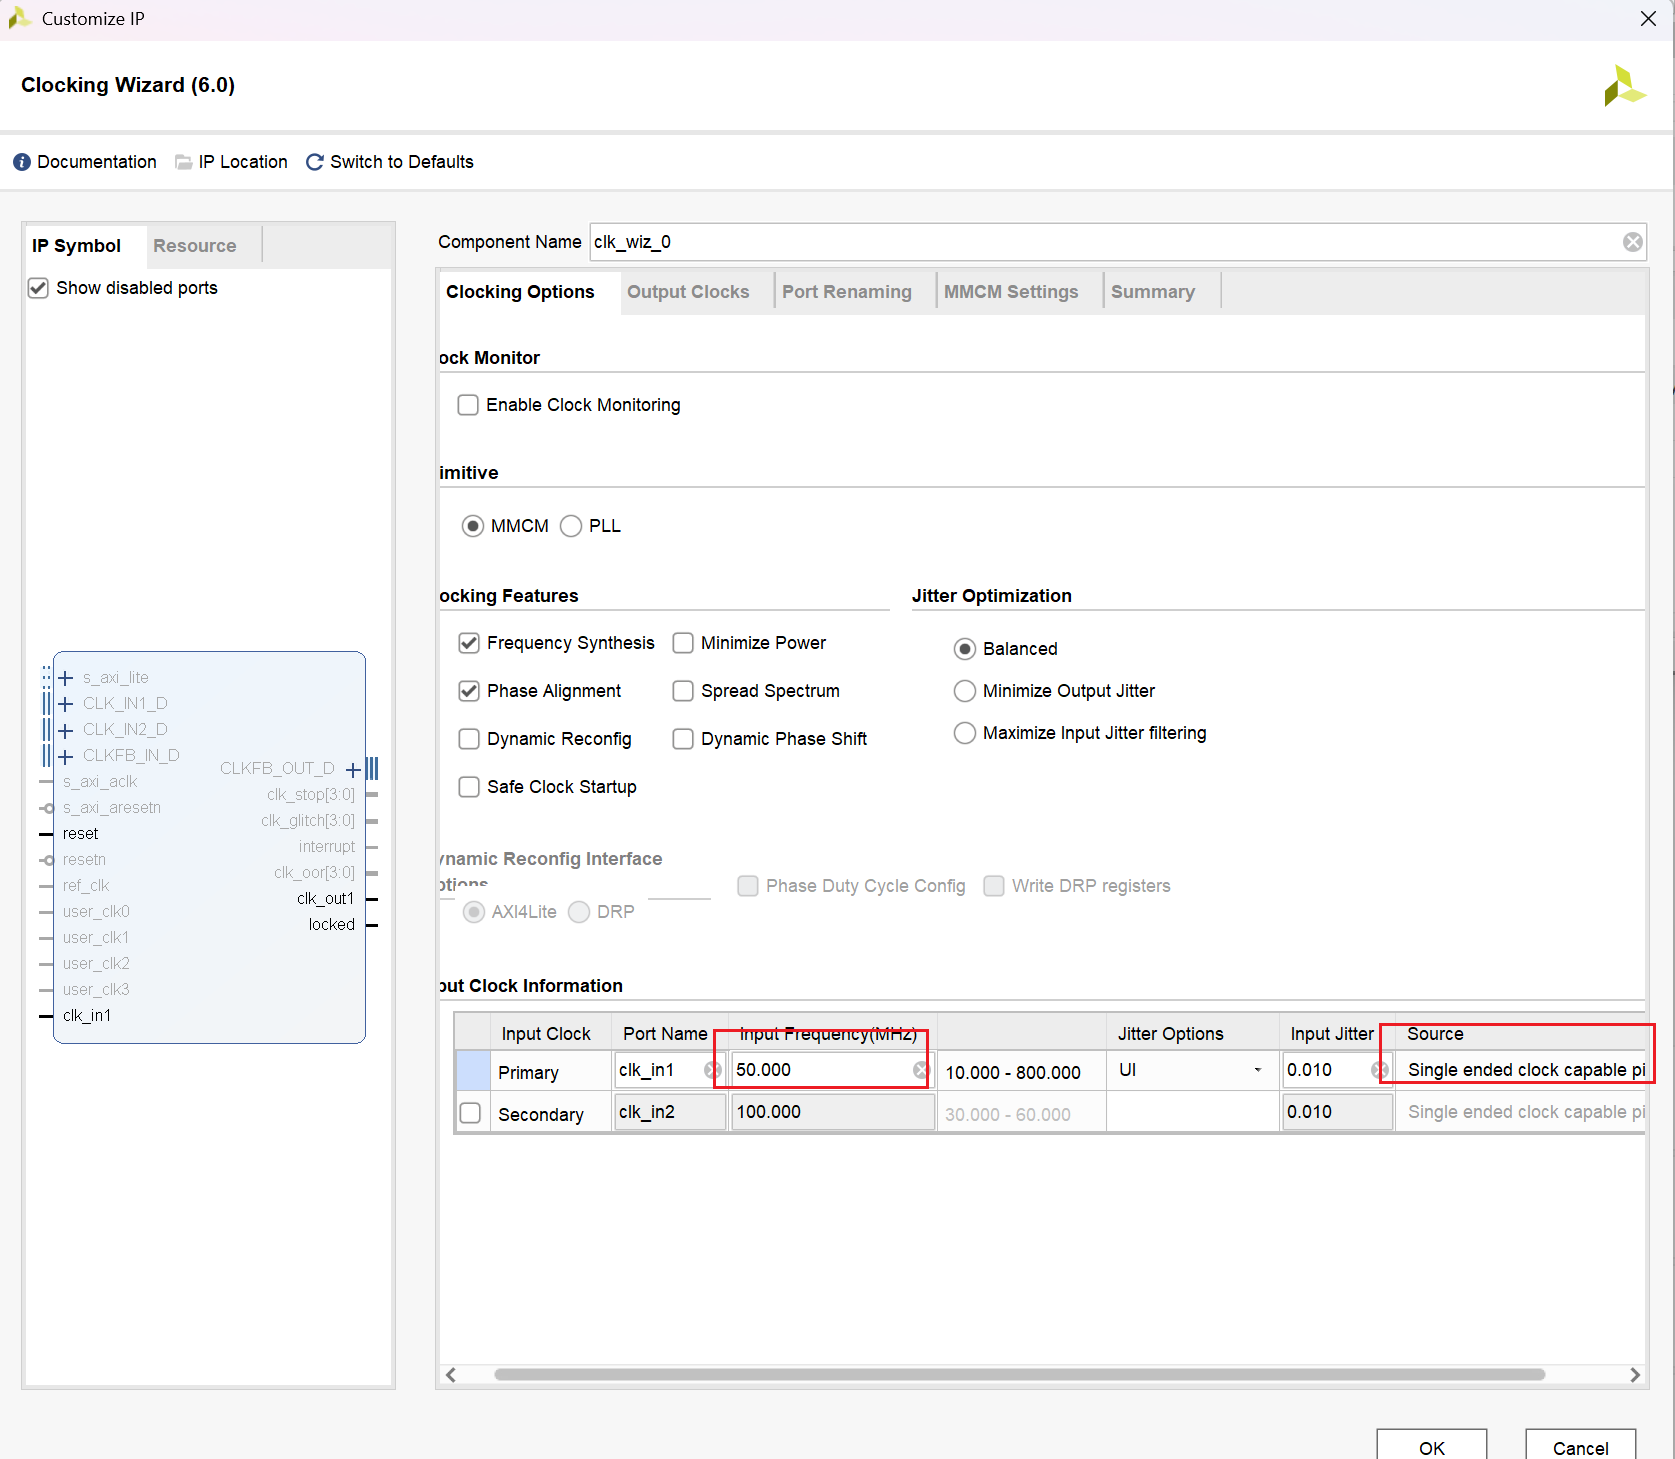 Customize IP
Clocking Wizard (6.0)
Documentation IP Location Switch to Defaults
IP Symbol Resource
Show disabled ports
s_axi_lite
CLK_IN1_D
CLK_IN2_D
CLKFB_IN_D
s_axi_aclk
s_axi_aresetn
reset
resetn
ref_clk
user_clk0
user_clk1
user_clk2
user_clk3
clk_in1
CLKFB_OUT_D
clk_stop[3:0]
clk_glitch[3:0]
interrupt
clk_oor[3:0]
clk_out1
locked
Component Name clk_wiz_0
Clocking Options Output Clocks Port Renaming MMCM Settings Summary
ock Monitor
Enable Clock Monitoring
imitive
MMCM PLL
ocking Features Jitter Optimization
Frequency Synthesis Minimize Power Balanced
Phase Alignment Spread Spectrum Minimize Output Jitter
Dynamic Reconfig Dynamic Phase Shift Maximize Input Jitter filtering
Safe Clock Startup
ynamic Reconfig Interface
ptions
Phase Duty Cycle Config Write DRP registers
AXI4Lite DRP
put Clock Information
Input Clock Port Name Input Frequency(MHz) Jitter Options Input Jitter Source
Primary clk_in1 50.000 10.000 - 800.000 UI 0.010 Single ended clock capable pi
Secondary clk_in2 100.000 30.000 - 60.000 0.010 Single ended clock capable pi
OK Cancel